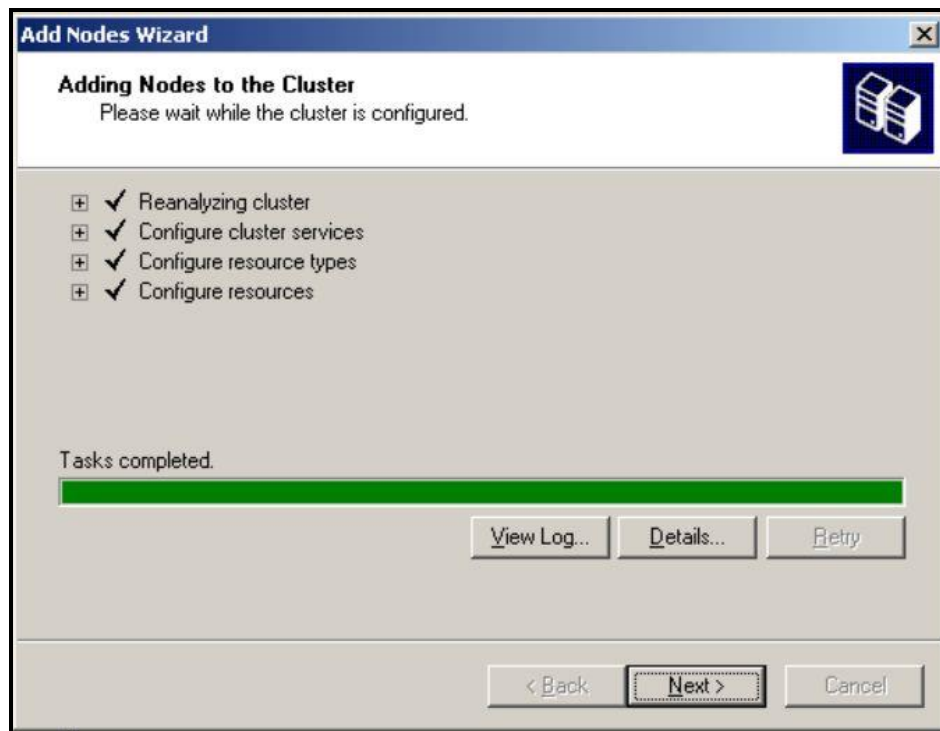 Add Nodes Wizard
Adding Nodes to the Cluster
Please wait while the cluster is configured.
Reanalyzing cluster
Configure cluster services
Configure resource types
Configure resources
Tasks completed.
View Log... Details... Retry
< Back Next > Cancel